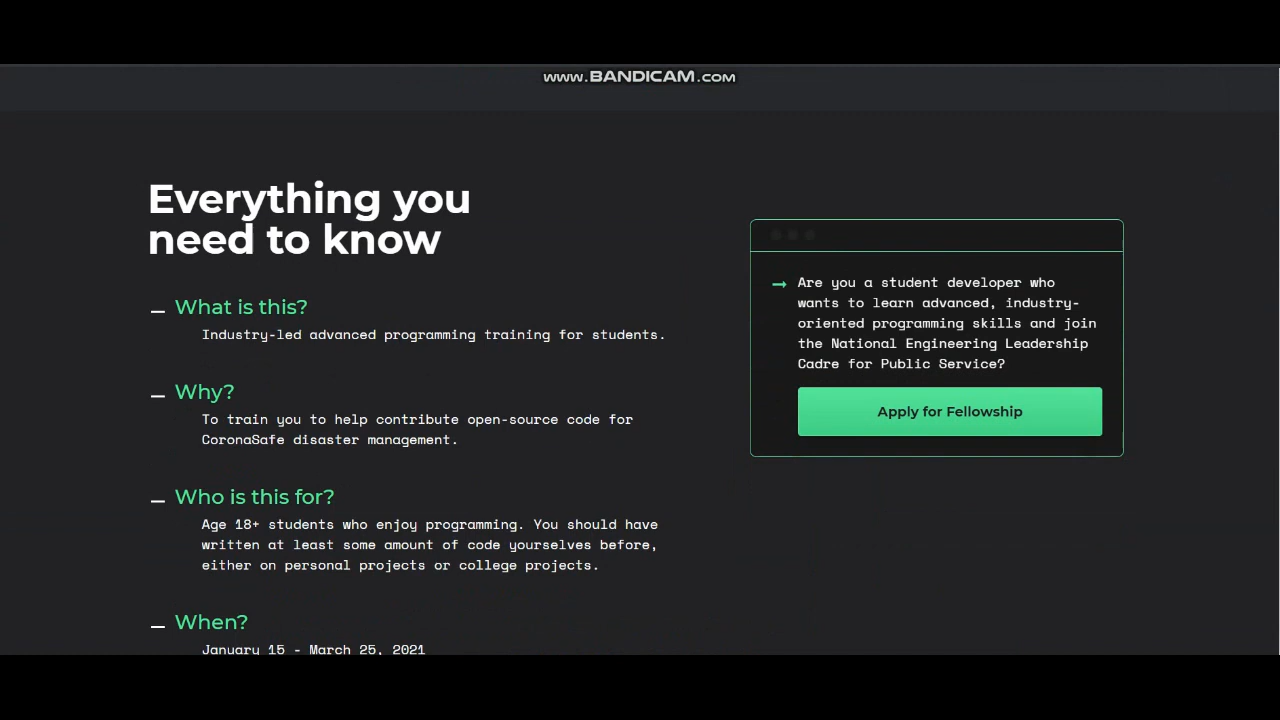 www.BANDICAM.com
Everything you
need to know
What is this?
Industry-led advanced programming training for students.
Why?
To train you to help contribute open-source code for
CoronaSafe disaster management.
Who is this for?
Age 18+ students who enjoy programming. You should have
written at least some amount of code yourselves before,
either on personal projects or college projects.
When?
January 15 - March 25, 2021
Are you a student developer who
wants to learn advanced, industry-
oriented programming skills and join
the National Engineering Leadership
Cadre for Public Service?
Apply for Fellowship